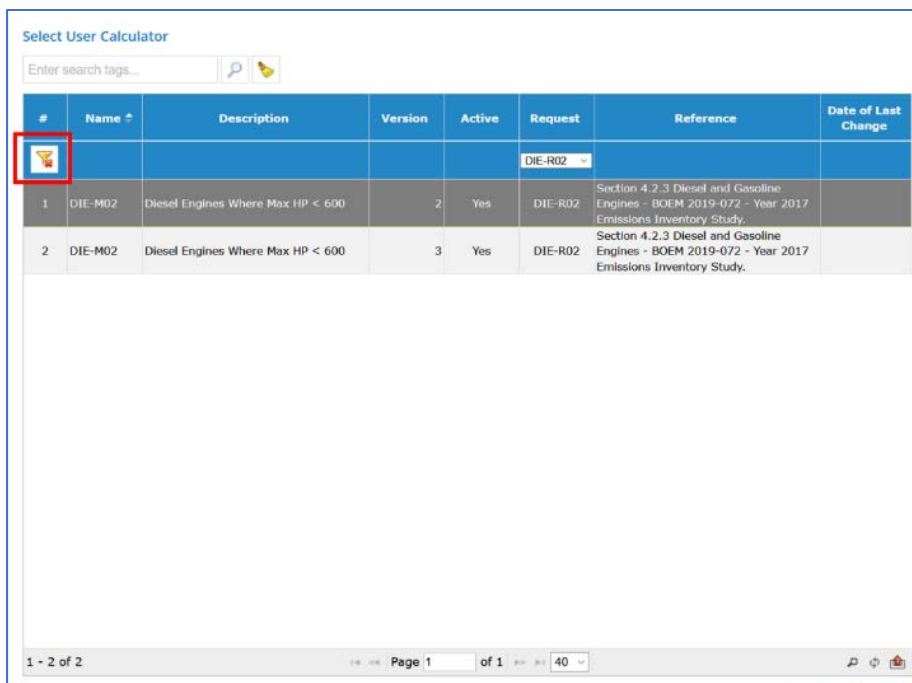 Select User Calculator
Enter search tags...
# Name Description Version Active Request Reference Date of Last Change
DIE-R02
1 DIE-M02 Diesel Engines Where Max HP < 600 2 Yes DIE-R02 Section 4.2.3 Diesel and Gasoline
Engines - BOEM 2019-072 - Year 2017
Emissions Inventory Study.
2 DIE-M02 Diesel Engines Where Max HP < 600 3 Yes DIE-R02 Section 4.2.3 Diesel and Gasoline
Engines - BOEM 2019-072 - Year 2017
Emissions Inventory Study.
1 - 2 of 2 Page 1 of 1 40